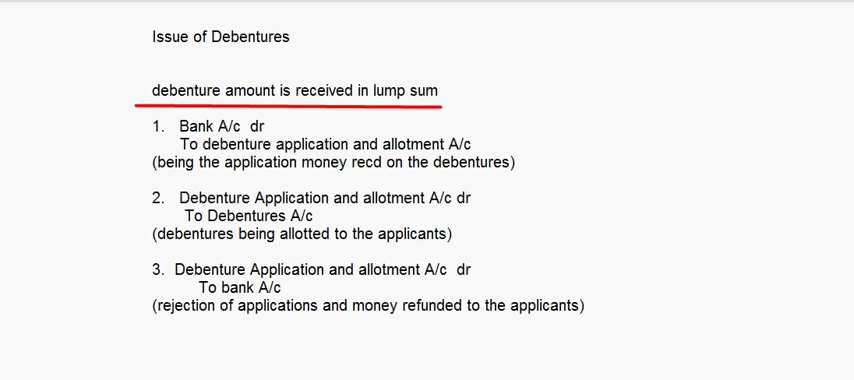 Issue of Debentures
debenture amount is received in lump sum
1. Bank A/c dr
To debenture application and allotment A/c
(being the application money recd on the debentures)
2. Debenture Application and allotment A/c dr
To Debentures A/c
(debentures being allotted to the applicants)
3. Debenture Application and allotment A/c dr
To bank A/c
(rejection of applications and money refunded to the applicants)